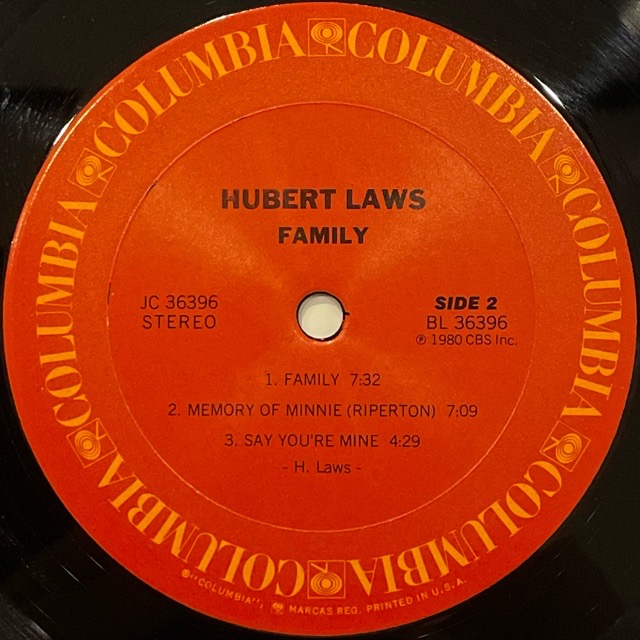 COLUMBIA COLUMBIA COLUMBIA COLUMBIA COLUMBIA COLUMBIA COLUMBIA COLUMBIA
HUBERT LAWS
FAMILY
JC 36396
STEREO
SIDE 2
BL 36396
℗ 1980 CBS Inc.
1. FAMILY 7:32
2. MEMORY OF MINNIE (RIPERTON) 7:09
3. SAY YOU'RE MINE 4:29
- H. Laws -
®"COLUMBIA", MARCAS REG. PRINTED IN U.S.A.